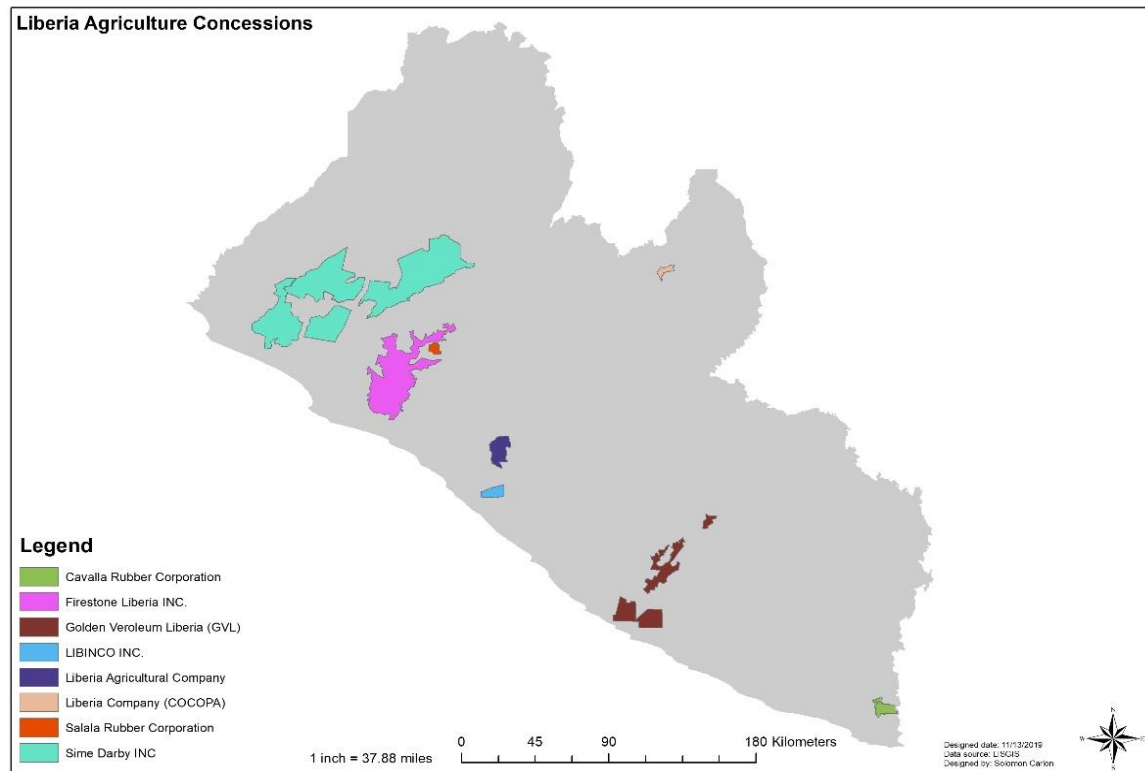 Liberia Agriculture Concessions
Legend
Cavalla Rubber Corporation
Firestone Liberia INC.
Golden Veroleum Liberia (GVL)
LIBINCO INC.
Liberia Agricultural Company
Liberia Company (COCOPA)
Salala Rubber Corporation
Sime Darby INC
1 inch = 37.88 miles
0 45 90 180 Kilometers
Designed date: 11/13/2019
Data source: LISGIS
Designed by: Solomon Carlon
N
W E
S